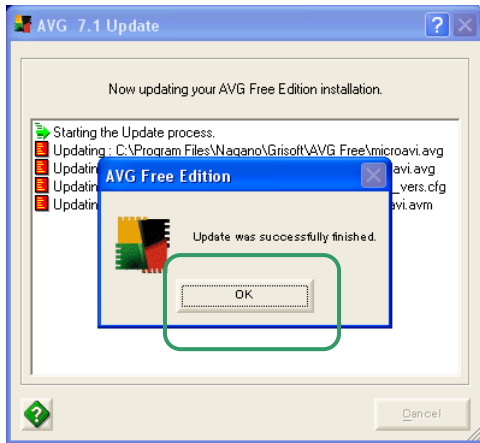 AVG 7.1 Update
Now updating your AVG Free Edition installation.
Starting the Update process.
Updating : C:\Program Files\Nagano\Grisoft\AVG Free\microavi.avg
Updatin avi.avg
Updatin _vers.cfg
Updatin avi.avm
AVG Free Edition
Update was successfully finished.
OK
Cancel